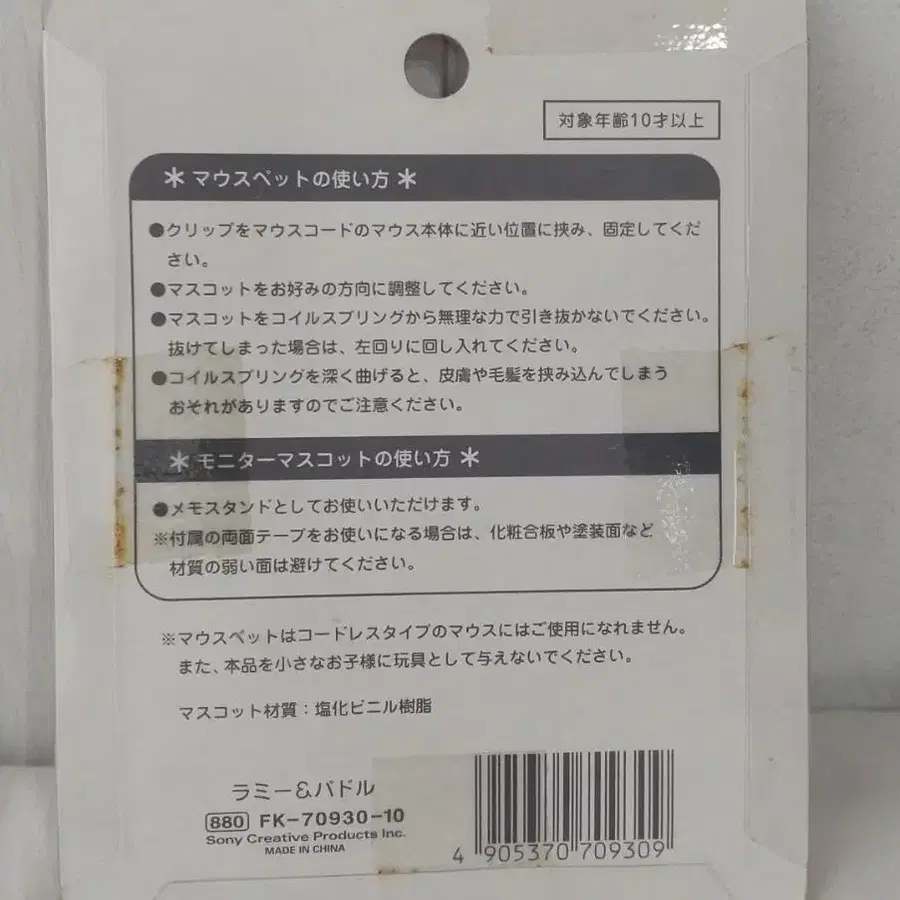 対象年齢10才以上
＊ マウスペットの使い方 ＊
●クリップをマウスコードのマウス本体に近い位置に挟み、固定してくだ
さい。
●マスコットをお好みの方向に調整してください。
●マスコットをコイルスプリングから無理な力で引き抜かないでください。
抜けてしまった場合は、左回りに回し入れてください。
●コイルスプリングを深く曲げると、皮膚や毛髪を挟み込んでしまう
おそれがありますのでご注意ください。
＊ モニターマスコットの使い方 ＊
●メモスタンドとしてお使いいただけます。
※付属の両面テープをお使いになる場合は、化粧合板や塗装面など
材質の弱い面は避けてください。
※マウスペットはコードレスタイプのマウスにはご使用になれません。
また、本品を小さなお子様に玩具として与えないでください。
マスコット材質：塩化ビニル樹脂
ラミー&バドル
880 FK-70930-10
Sony Creative Products Inc.
MADE IN CHINA
4 905370 709309